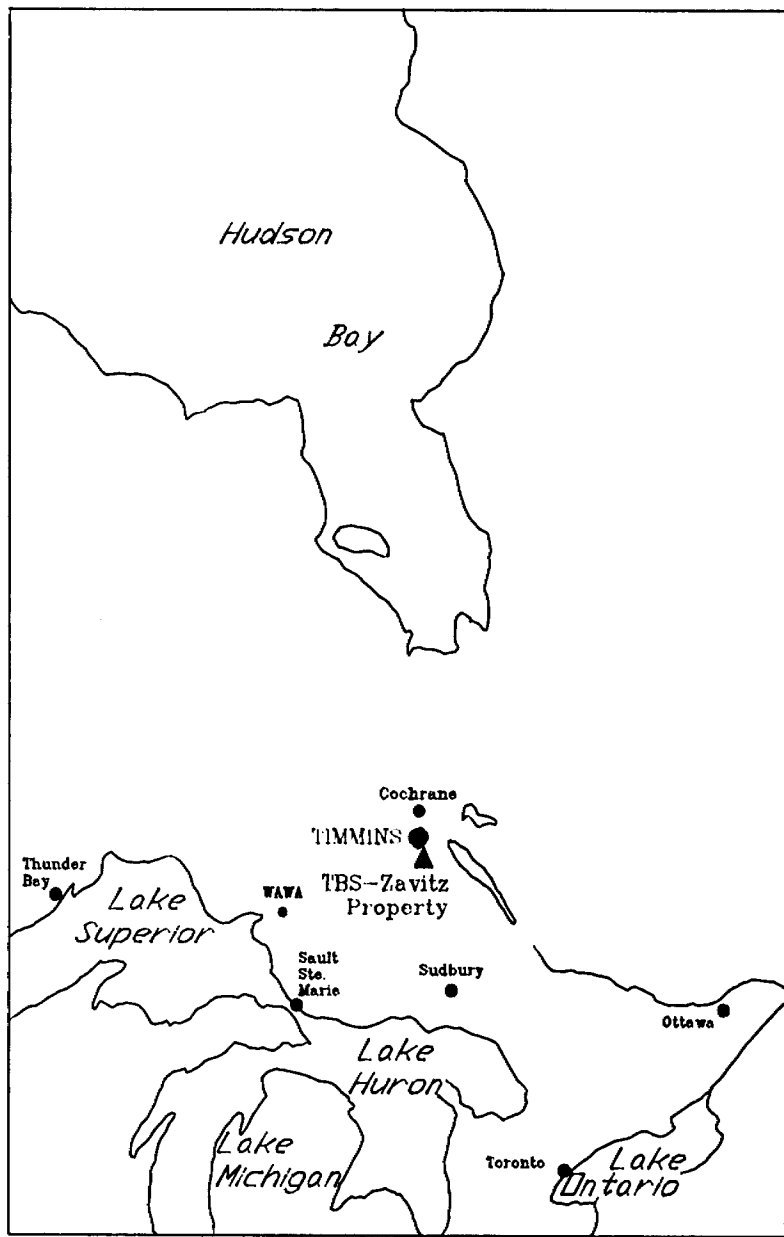 Hudson
Bay
Cochrane
TIMMINS
TBS-Zavitz
Property
Thunder
Bay
WAWA
Lake
Superior
Sault
Ste.
Marie
Sudbury
Ottawa
Lake
Huron
Lake
Michigan
Toronto
Lake
Ontario